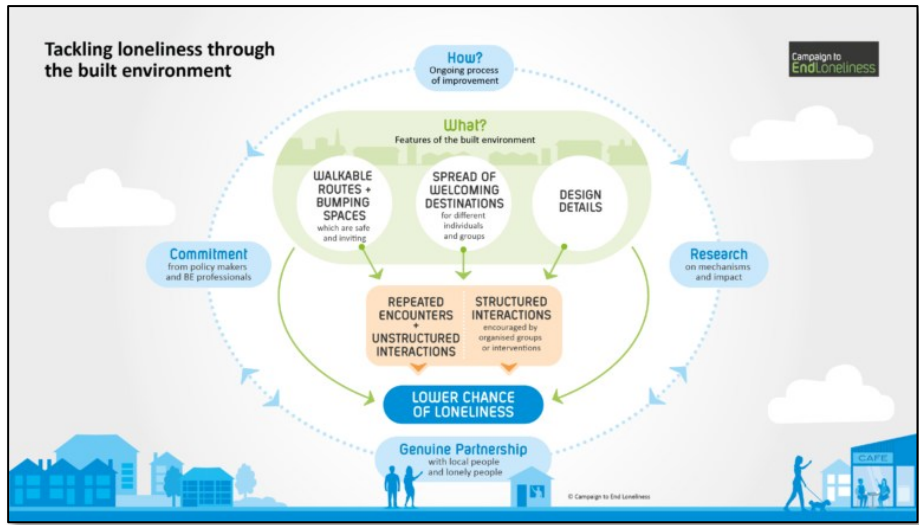 Tackling loneliness through
the built environment
Campaign to
EndLoneliness
How?
Ongoing process
of improvement
What?
Features of the built environment
WALKABLE
ROUTES +
BUMPING
SPACES
which are safe
and inviting
SPREAD OF
WELCOMING
DESTINATIONS
for different
individuals
and groups
DESIGN
DETAILS
Commitment
from policy makers
and BE professionals
Research
on mechanisms
and impact
REPEATED
ENCOUNTERS
+
UNSTRUCTURED
INTERACTIONS
STRUCTURED
INTERACTIONS
encouraged by
organised groups
or interventions
LOWER CHANCE
OF LONELINESS
Genuine Partnership
with local people
and lonely people
CAFE
© Campaign to End Loneliness